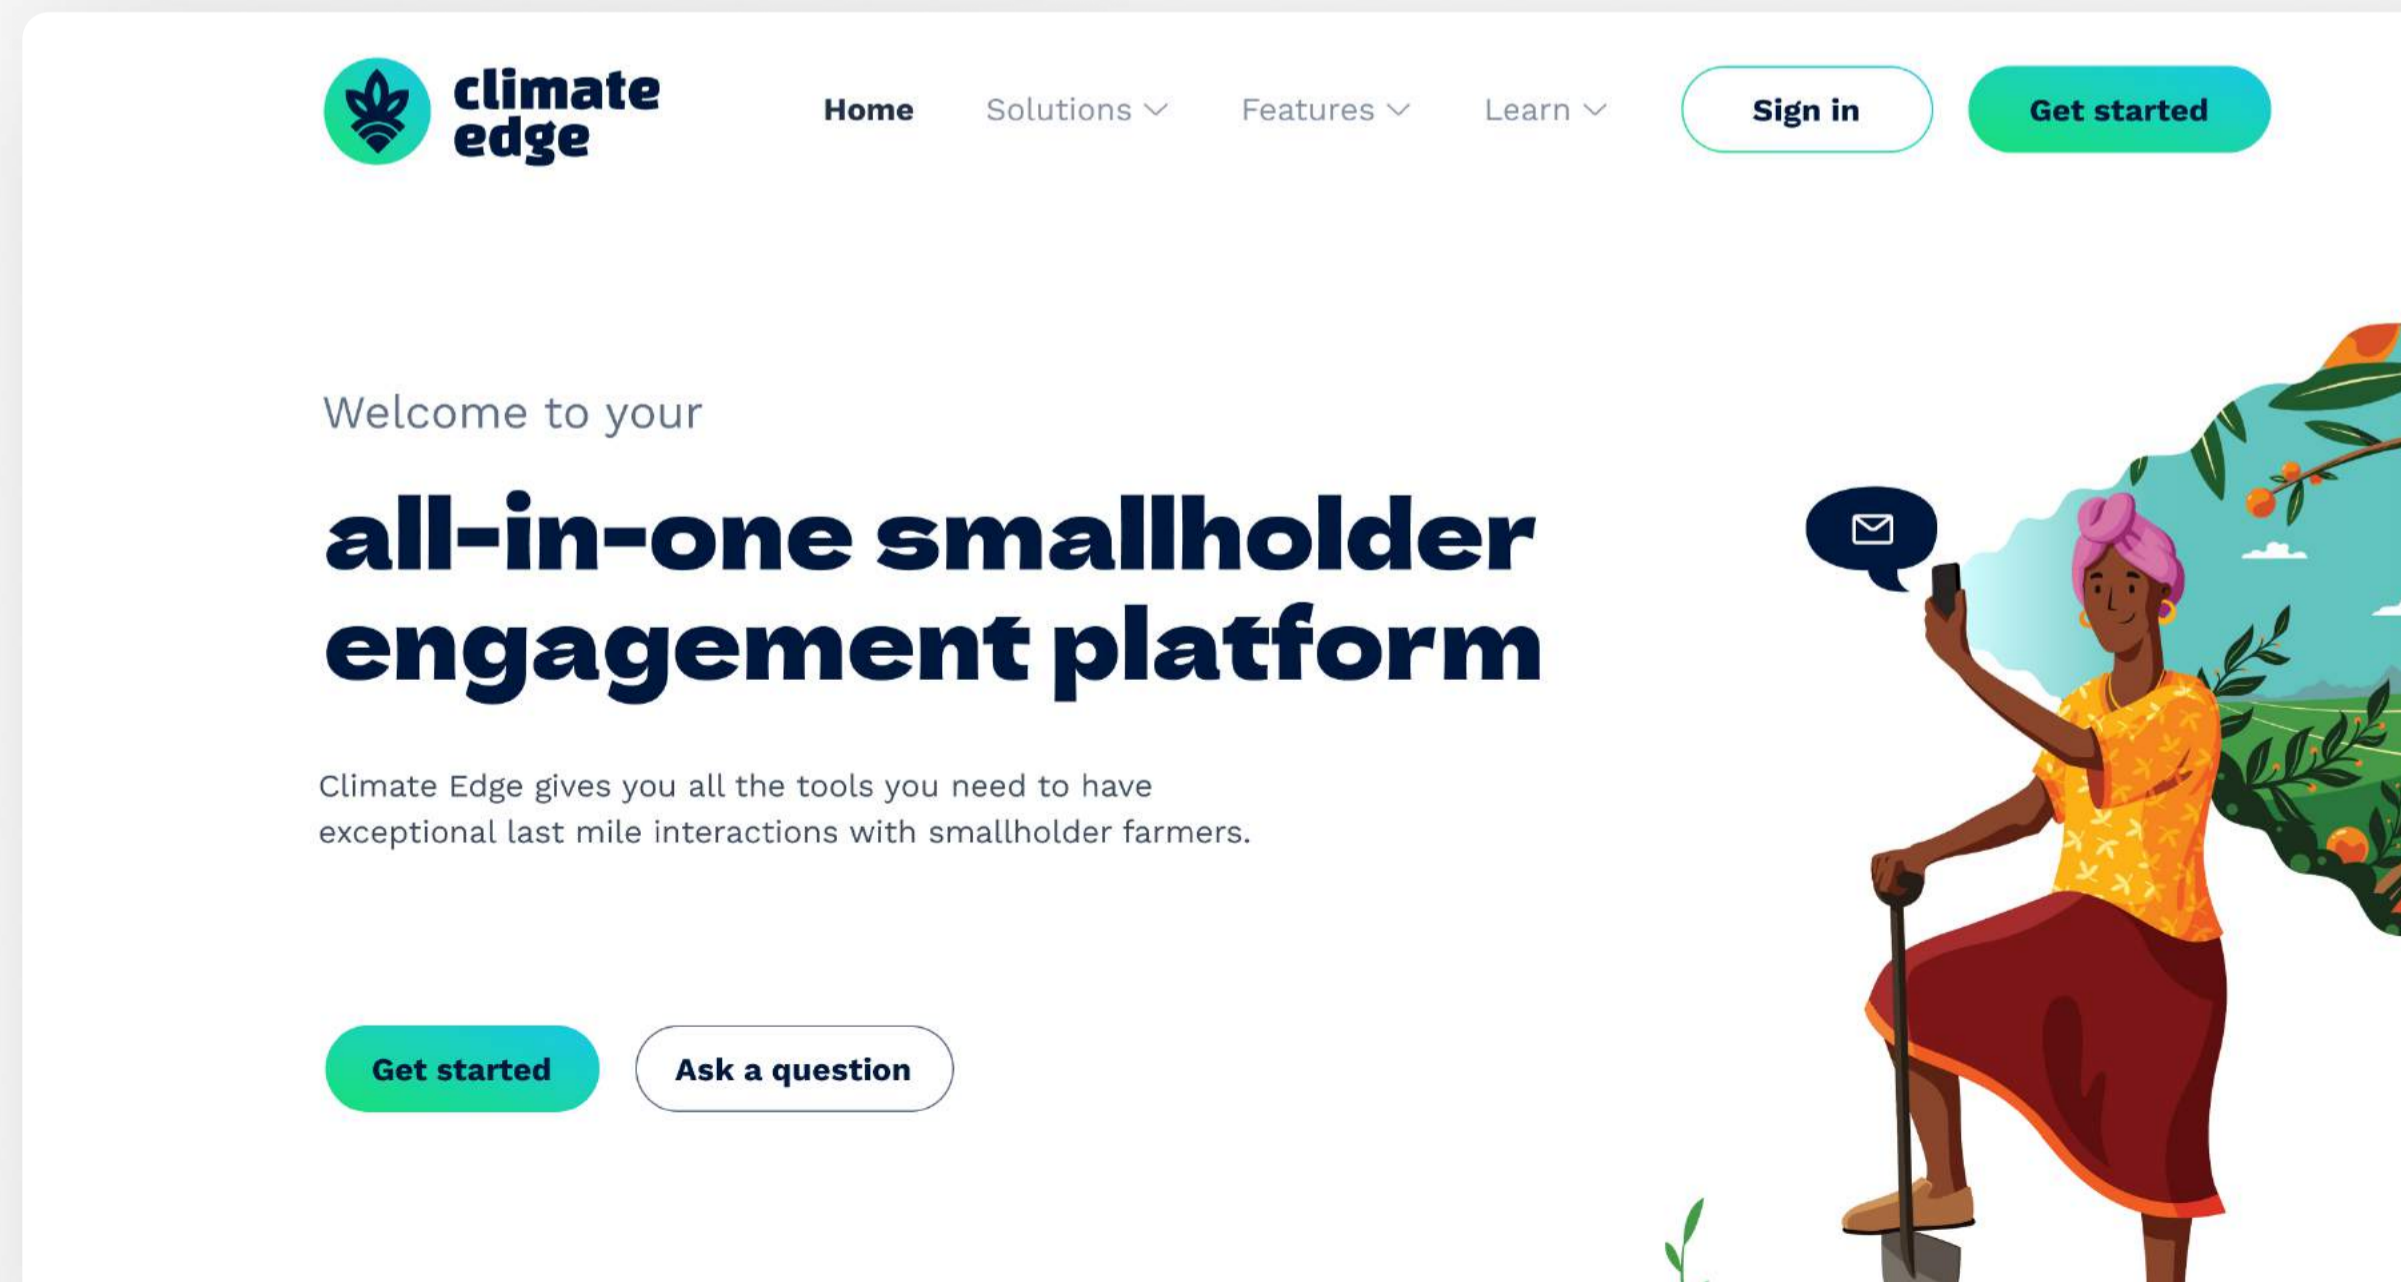 climate
edge
Home
Solutions
Features
Learn
Sign in
Get started
Welcome to your
all-in-one smallholder
engagement platform
Climate Edge gives you all the tools you need to have
exceptional last mile interactions with smallholder farmers.
Get started
Ask a question